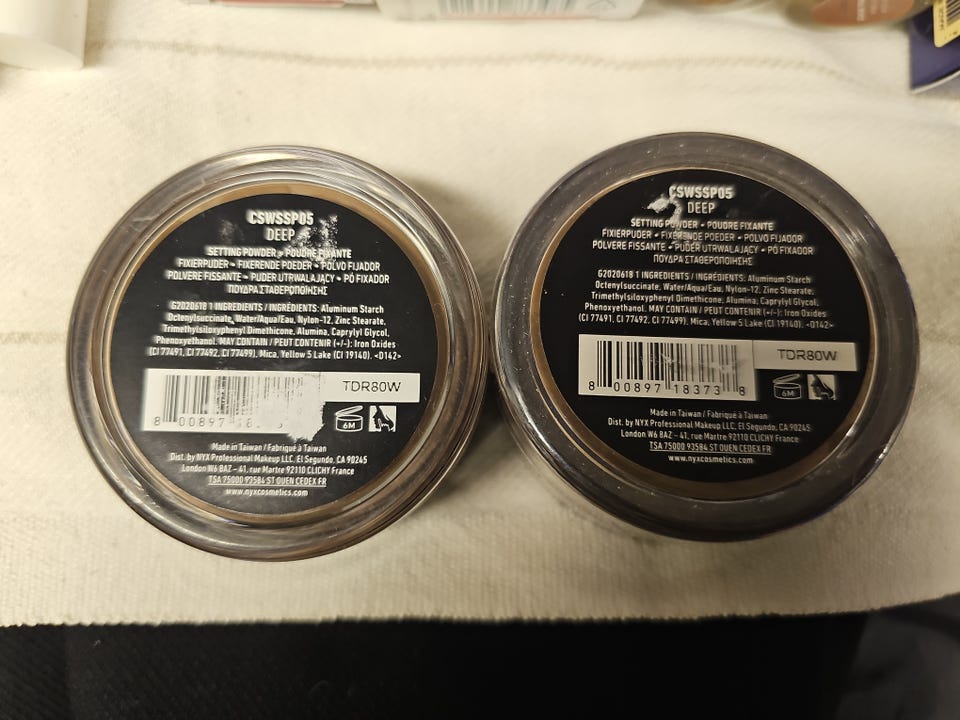 CSWSSP05
DEEP
SETTING POWDER • POUDRE FIXANTE
FIXIERPUDER • FIXERENDE POEDER • POLVO FIJADOR
POLVERE FISSANTE • PUDER UTRWALAJĄCY • PÓ FIXADOR
ΠΟΥΔΡΑ ΣΤΑΘΕΡΟΠΟΙΗΣΗΣ
G2020618 1 INGREDIENTS / INGRÉDIENTS: Aluminum Starch
Octenylsuccinate, Water/Aqua/Eau, Nylon-12, Zinc Stearate,
Trimethylsiloxyphenyl Dimethicone, Alumina, Caprylyl Glycol,
Phenoxyethanol. MAY CONTAIN / PEUT CONTENIR (+/-): Iron Oxides
(CI 77491, CI 77492, CI 77499), Mica, Yellow 5 Lake (CI 19140). <D142>
TDR80W
8 00897
6M
Made in Taiwan / Fabriqué à Taiwan
Dist. by NYX Professional Makeup LLC, El Segundo, CA 90245
London W6 8AZ – 41, rue Martre 92110 CLICHY France
TSA 75000 93584 ST OUEN CEDEX FR
www.nyxcosmetics.com
CSWSSP05
DEEP
SETTING POWDER • POUDRE FIXANTE
FIXIERPUDER • FIXERENDE POEDER • POLVO FIJADOR
POLVERE FISSANTE • PUDER UTRWALAJĄCY • PÓ FIXADOR
ΠΟΥΔΡΑ ΣΤΑΘΕΡΟΠΟΙΗΣΗΣ
G2020618 1 INGREDIENTS / INGRÉDIENTS: Aluminum Starch
Octenylsuccinate, Water/Aqua/Eau, Nylon-12, Zinc Stearate,
Trimethylsiloxyphenyl Dimethicone, Alumina, Caprylyl Glycol,
Phenoxyethanol. MAY CONTAIN / PEUT CONTENIR (+/-): Iron Oxides
(CI 77491, CI 77492, CI 77499), Mica, Yellow 5 Lake (CI 19140). <D142>
TDR80W
8 00897 18373 8
6M
Made in Taiwan / Fabriqué à Taiwan
Dist. by NYX Professional Makeup LLC, El Segundo, CA 90245
London W6 8AZ – 41, rue Martre 92110 CLICHY France
TSA 75000 93584 ST OUEN CEDEX FR
www.nyxcosmetics.com